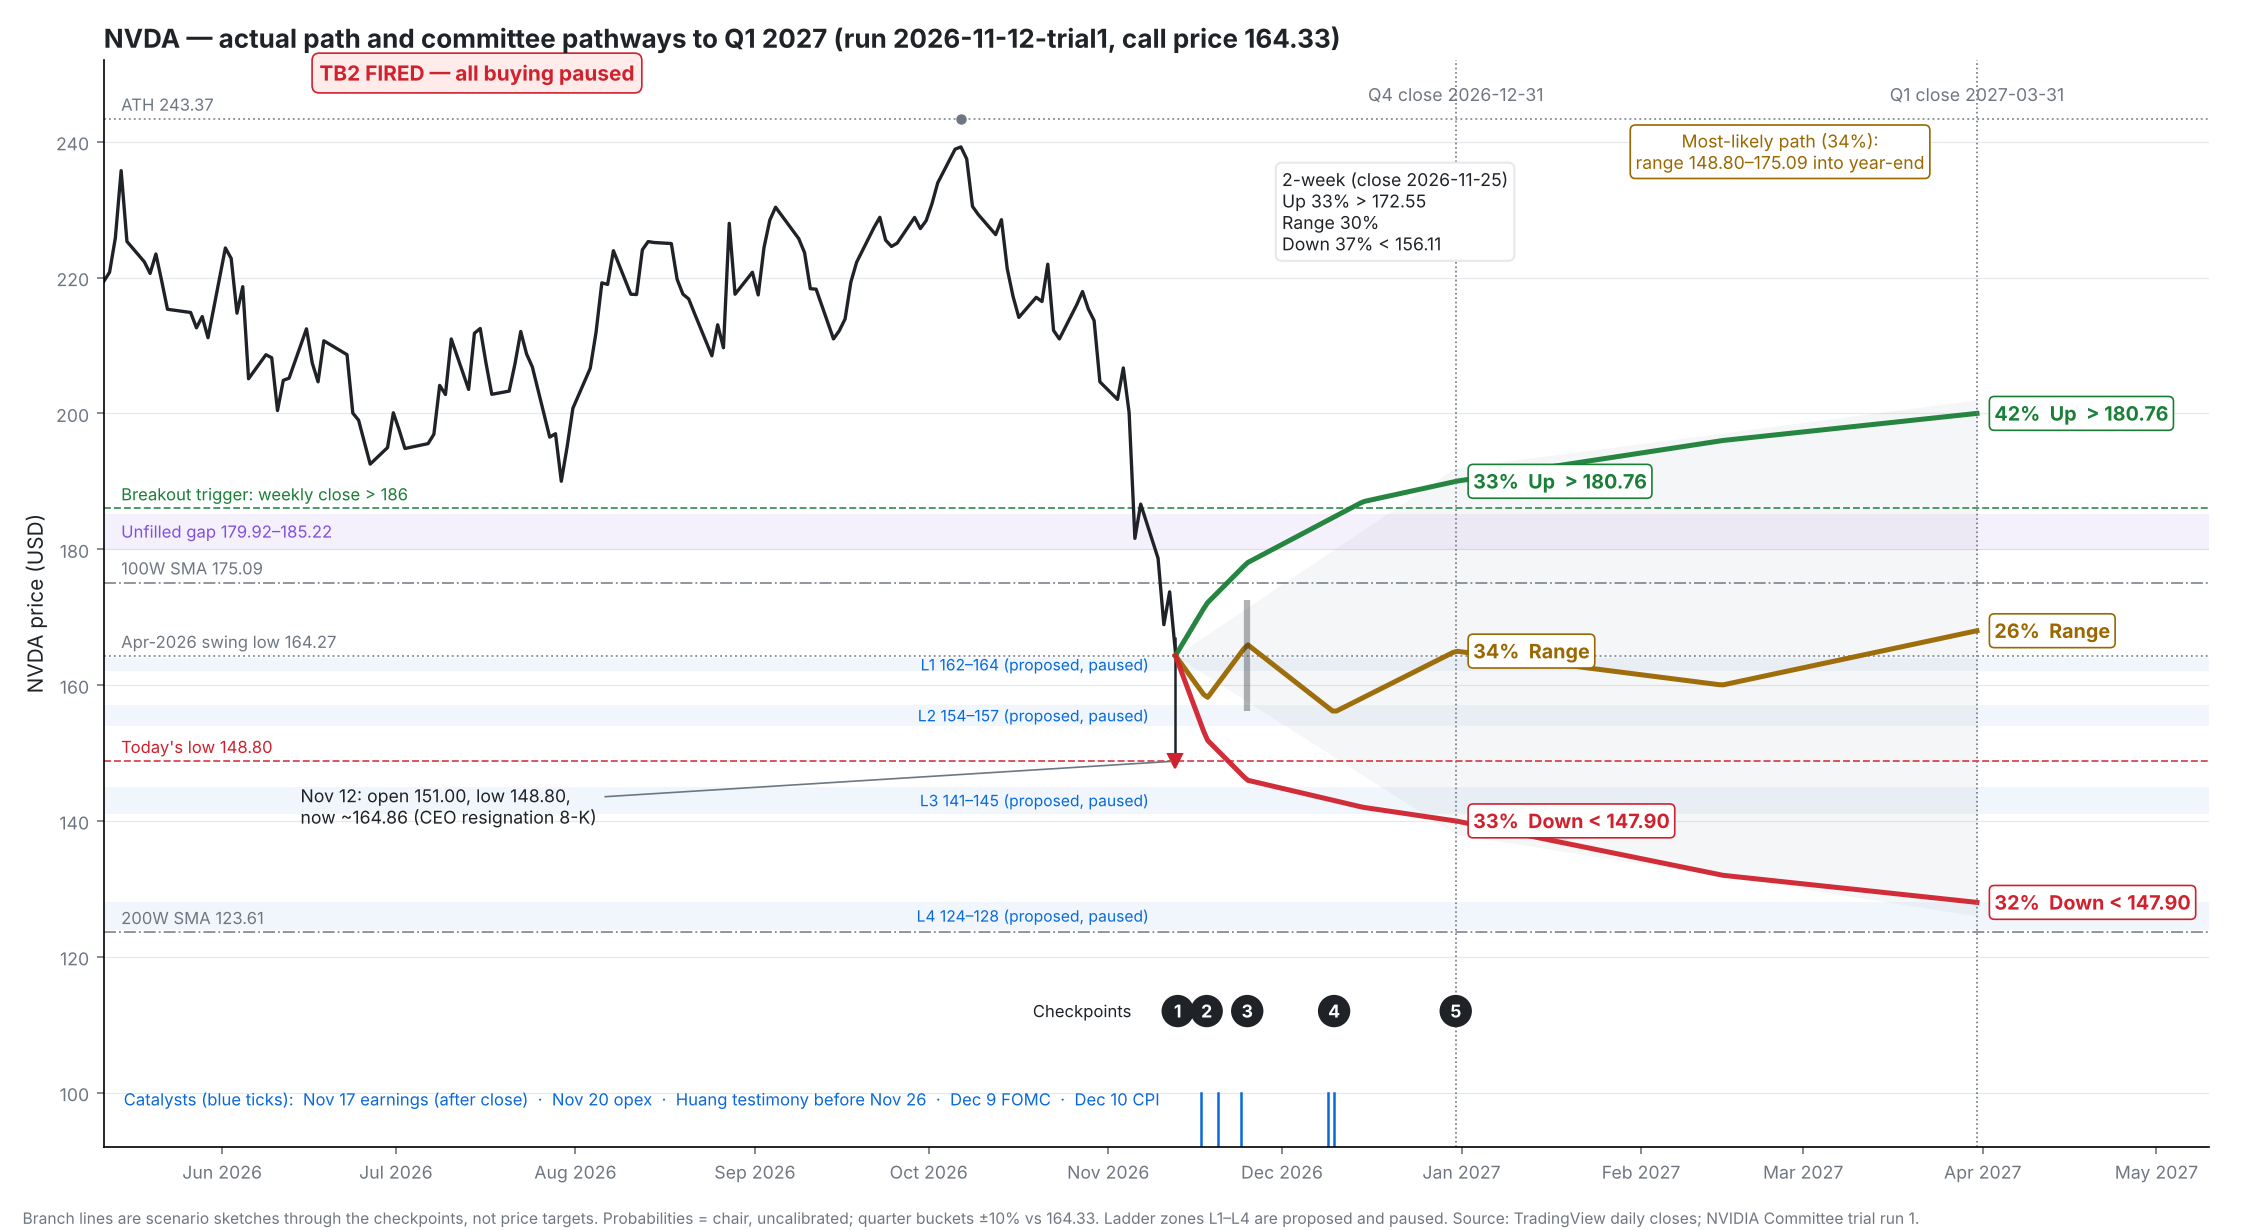 NVDA — actual path and committee pathways to Q1 2027 (run 2026-11-12-trial1, call price 164.33)
TB2 FIRED — all buying paused
Q4 close 2026-12-31
Q1 close 2027-03-31
ATH 243.37
Most-likely path (34%):
range 148.80–175.09 into year-end
2-week (close 2026-11-25)
Up 33% > 172.55
Range 30%
Down 37% < 156.11
NVDA price (USD)
240
220
200
180
160
140
120
100
42% Up > 180.76
33% Up > 180.76
Breakout trigger: weekly close > 186
Unfilled gap 179.92–185.22
100W SMA 175.09
Apr-2026 swing low 164.27
26% Range
34% Range
L1 162–164 (proposed, paused)
L2 154–157 (proposed, paused)
Today's low 148.80
Nov 12: open 151.00, low 148.80,
now ~164.86 (CEO resignation 8-K)
L3 141–145 (proposed, paused)
33% Down < 147.90
32% Down < 147.90
200W SMA 123.61
L4 124–128 (proposed, paused)
Checkpoints
1
2
3
4
5
Catalysts (blue ticks): Nov 17 earnings (after close) · Nov 20 opex · Huang testimony before Nov 26 · Dec 9 FOMC · Dec 10 CPI
Jun 2026
Jul 2026
Aug 2026
Sep 2026
Oct 2026
Nov 2026
Dec 2026
Jan 2027
Feb 2027
Mar 2027
Apr 2027
May 2027
Branch lines are scenario sketches through the checkpoints, not price targets. Probabilities = chair, uncalibrated; quarter buckets ±10% vs 164.33. Ladder zones L1–L4 are proposed and paused. Source: TradingView daily closes; NVIDIA Committee trial run 1.